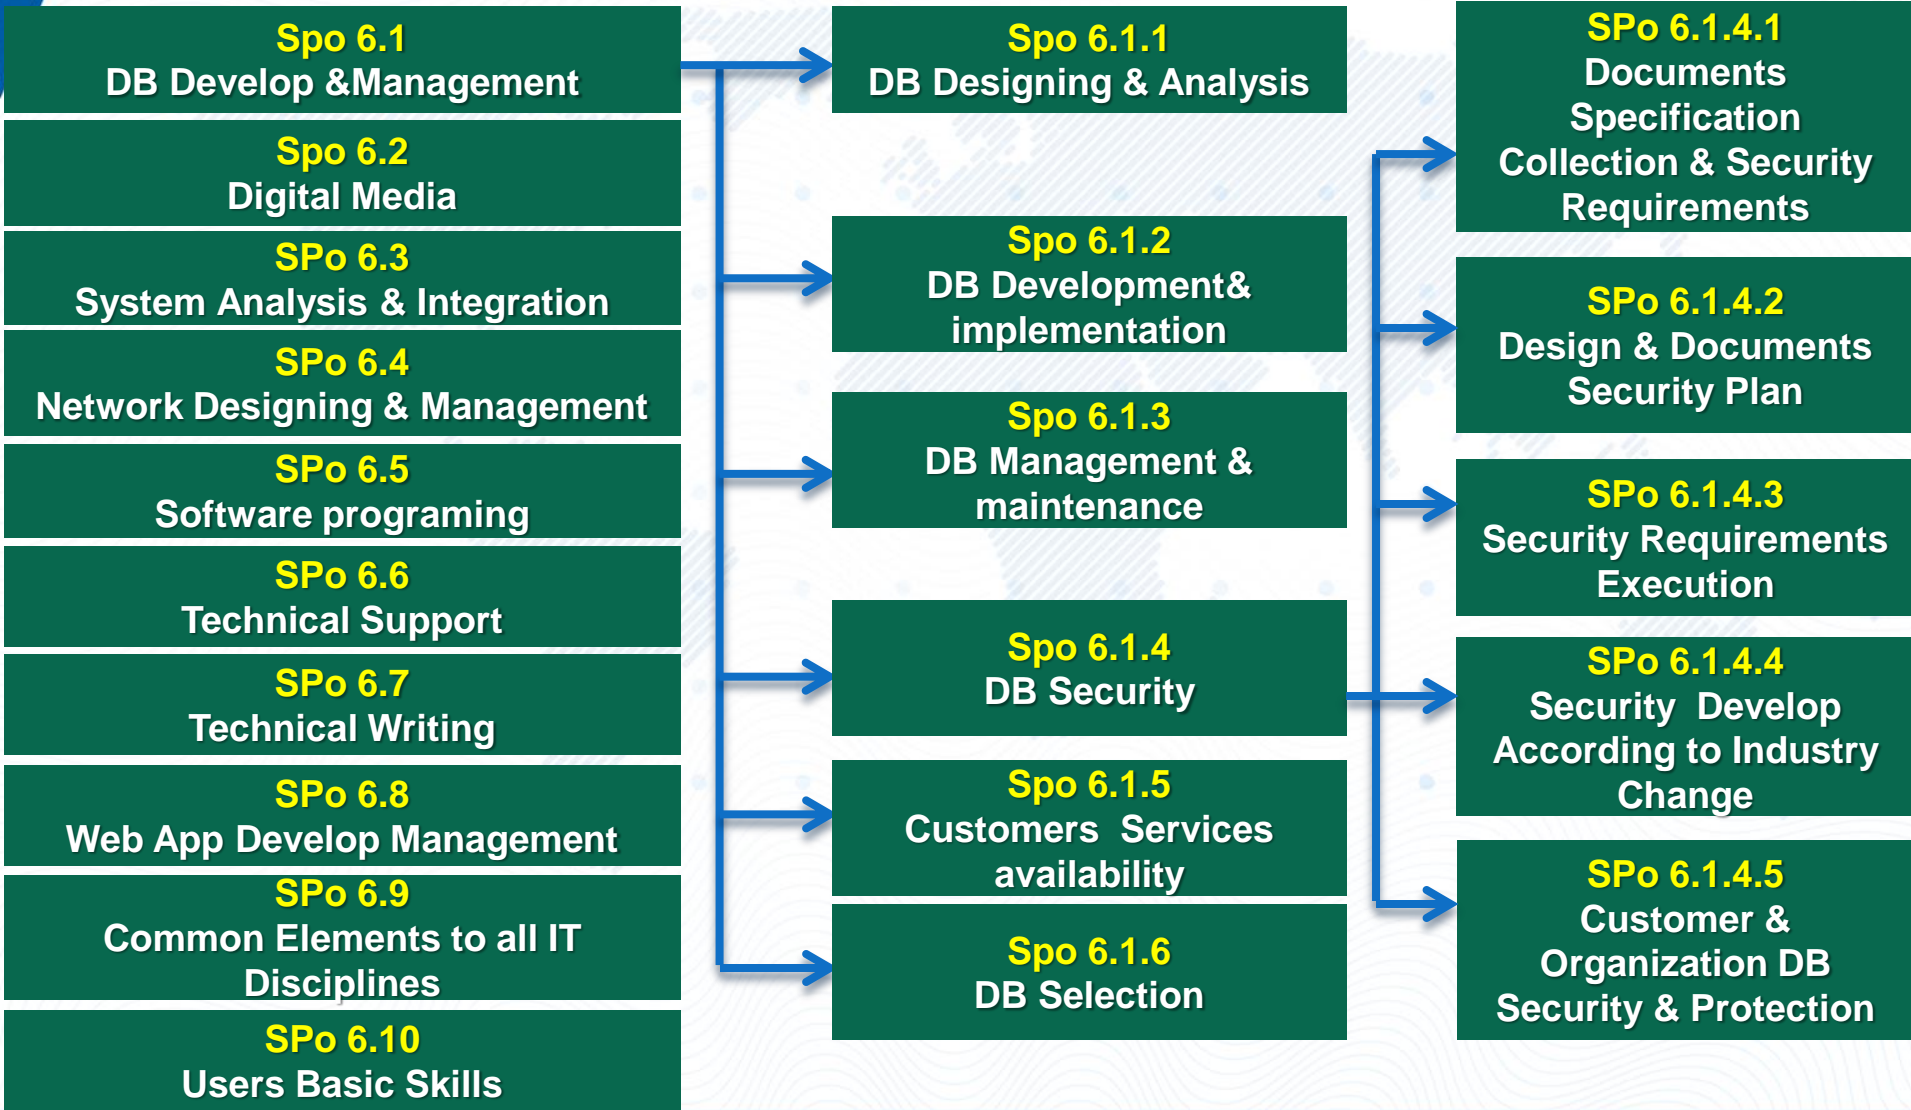 Spo 6.1
DB Develop &Management
Spo 6.2
Digital Media
SPo 6.3
System Analysis & Integration
SPo 6.4
Network Designing & Management
SPo 6.5
Software programing
SPo 6.6
Technical Support
SPo 6.7
Technical Writing
SPo 6.8
Web App Develop Management
SPo 6.9
Common Elements to all IT
Disciplines
SPo 6.10
Users Basic Skills
Spo 6.1.1
DB Designing & Analysis
Spo 6.1.2
DB Development&
implementation
Spo 6.1.3
DB Management &
maintenance
Spo 6.1.4
DB Security
Spo 6.1.5
Customers  Services
availability
Spo 6.1.6
DB Selection
SPo 6.1.4.1
Documents
Specification
Collection & Security
Requirements
SPo 6.1.4.2
Design & Documents
Security Plan
SPo 6.1.4.3
Security Requirements
Execution
SPo 6.1.4.4
Security  Develop
According to Industry
Change
SPo 6.1.4.5
Customer &
Organization DB
Security & Protection